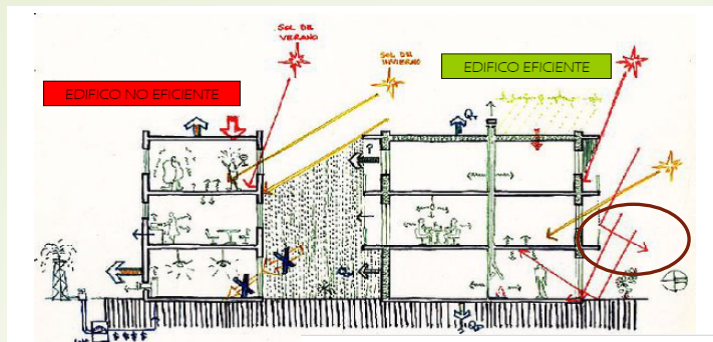 SOL DE
VERANO
SOL DE
INVIERNO
EDIFICO EFICIENTE
EDIFICO NO EFICIENTE